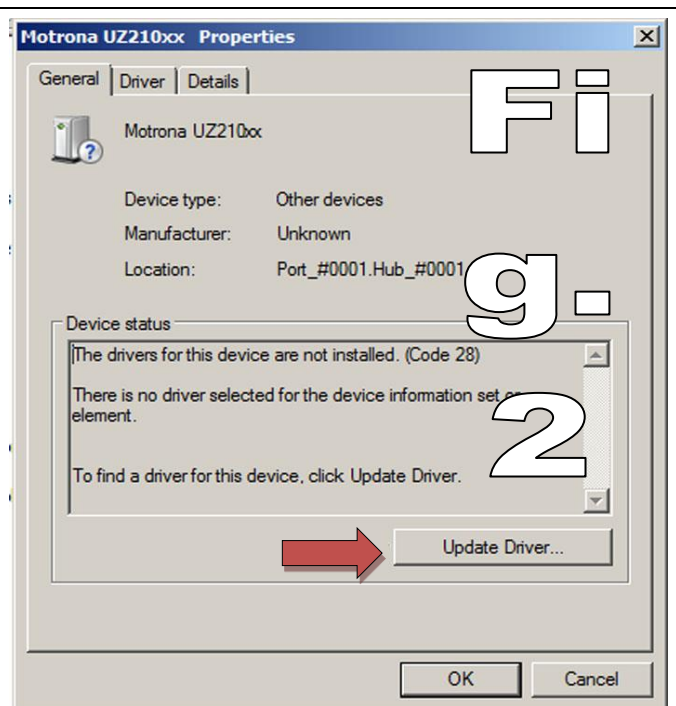 Motrona UZ210xx Properties
General Driver Details
Motrona UZ210xx
Device type: Other devices
Manufacturer: Unknown
Location: Port_#0001.Hub_#0001
Device status
The drivers for this device are not installed. (Code 28)
There is no driver selected for the device information set or
element.
To find a driver for this device, click Update Driver.
Update Driver...
OK Cancel
Fi
g.
2